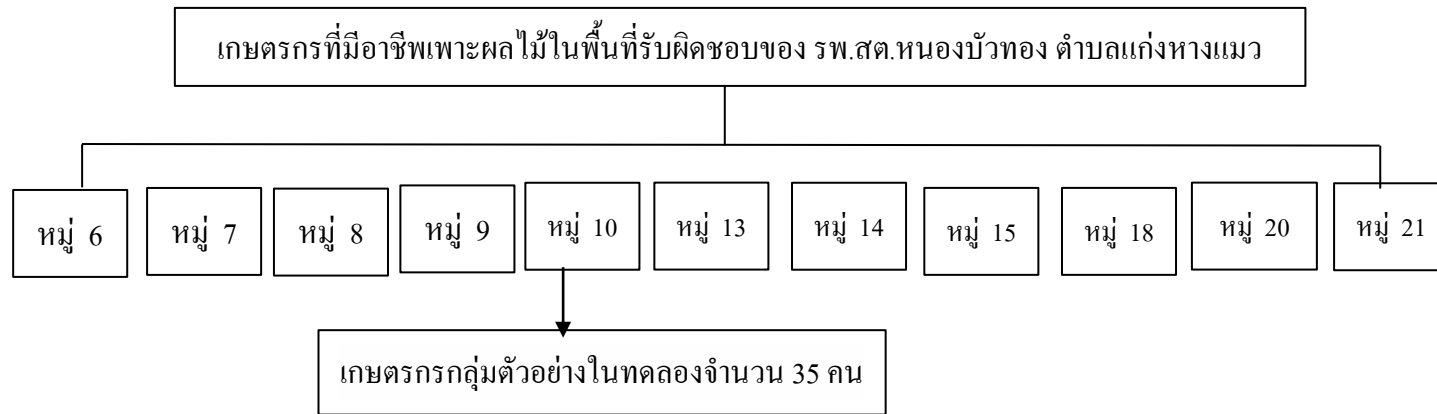 เกษตรกรที่มีอาชีพเพาะผลไม้ในพื้นที่รับผิดชอบของ รพ.สต.หนองบัวทอง ตำบลแก่งหางแมว
หมู่ 6
หมู่ 7
หมู่ 8
หมู่ 9
หมู่ 10
หมู่ 13
หมู่ 14
หมู่ 15
หมู่ 18
หมู่ 20
หมู่ 21
เกษตรกรกลุ่มตัวอย่างในทดลองจำนวน 35 คน